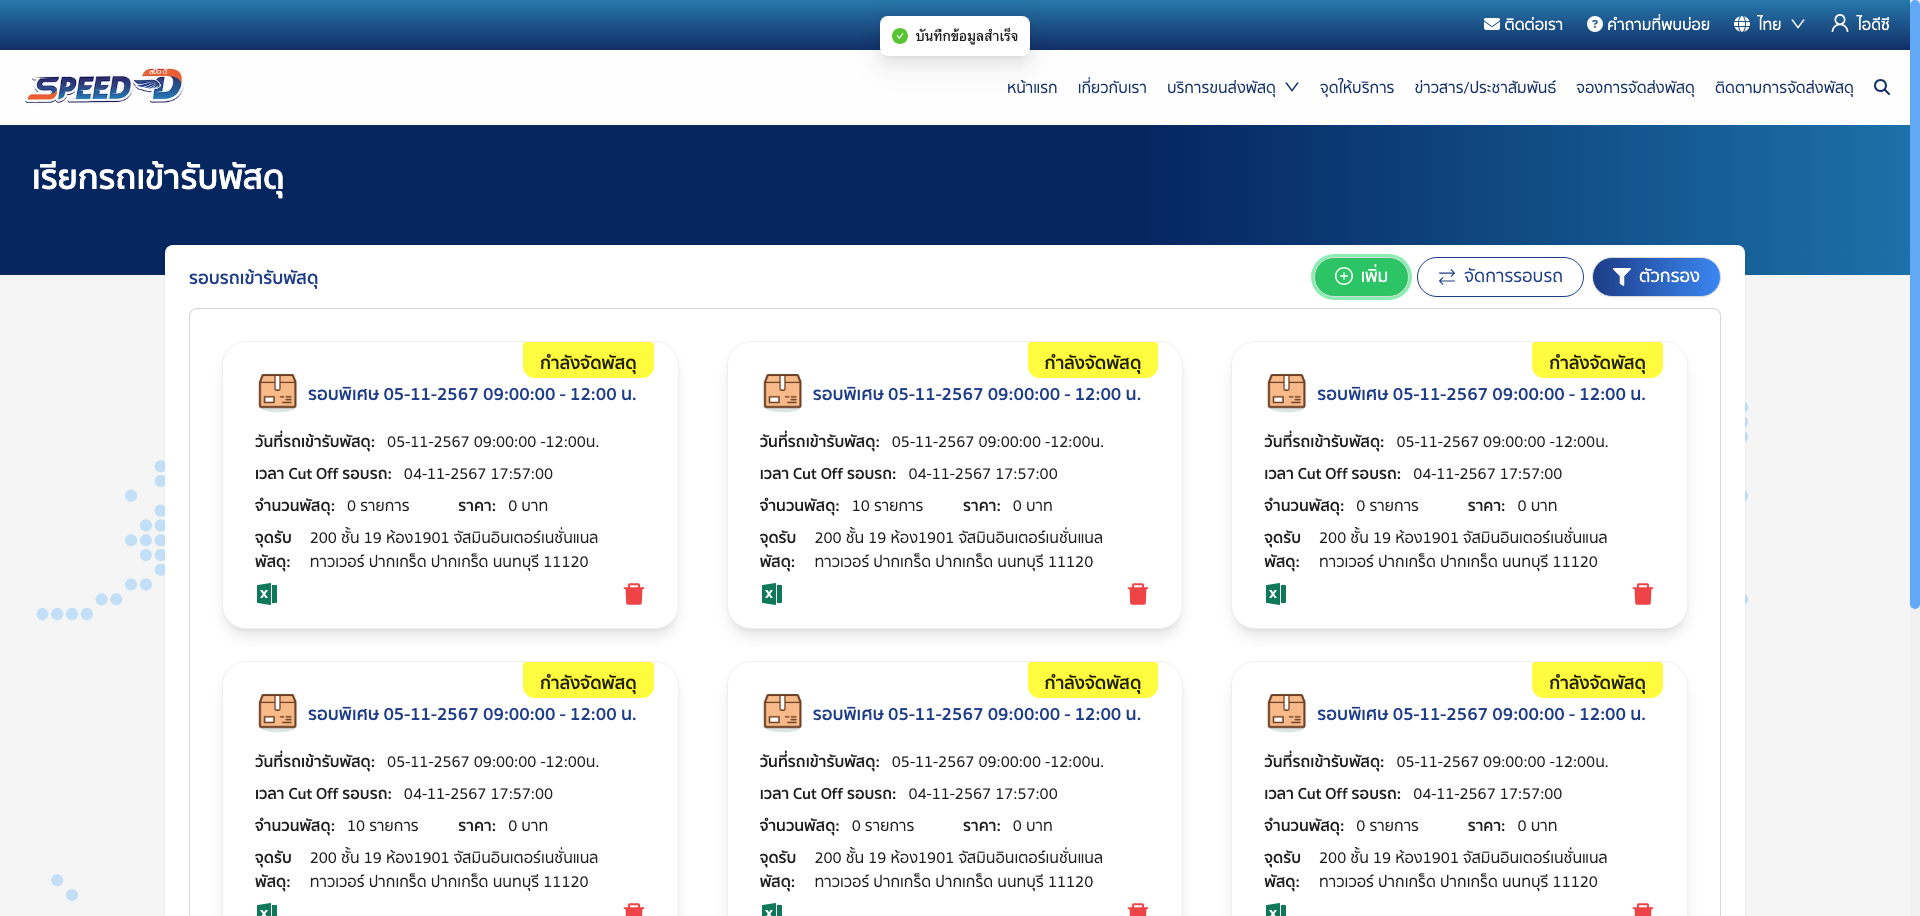 ติดต่อเรา คำถามที่พบบ่อย ไทย ไอดีซี
บันทึกข้อมูลสำเร็จ
SPEED-D
หน้าแรก เกี่ยวกับเรา บริการขนส่งพัสดุ จุดให้บริการ ข่าวสาร/ประชาสัมพันธ์ จองการจัดส่งพัสดุ ติดตามการจัดส่งพัสดุ
เรียกรถเข้ารับพัสดุ
รอบรถเข้ารับพัสดุ
เพิ่ม จัดการรอบรถ ตัวกรอง
กำลังจัดพัสดุ
รอบพิเศษ 05-11-2567 09:00:00 - 12:00 น.
วันที่รถเข้ารับพัสดุ: 05-11-2567 09:00:00 -12:00น.
เวลา Cut Off รอบรถ: 04-11-2567 17:57:00
จำนวนพัสดุ: 0 รายการ ราคา: 0 บาท
จุดรับพัสดุ: 200 ชั้น 19 ห้อง1901 จัสมินอินเตอร์เนชั่นแนล
ทาวเวอร์ ปากเกร็ด ปากเกร็ด นนทบุรี 11120
กำลังจัดพัสดุ
รอบพิเศษ 05-11-2567 09:00:00 - 12:00 น.
วันที่รถเข้ารับพัสดุ: 05-11-2567 09:00:00 -12:00น.
เวลา Cut Off รอบรถ: 04-11-2567 17:57:00
จำนวนพัสดุ: 10 รายการ ราคา: 0 บาท
จุดรับพัสดุ: 200 ชั้น 19 ห้อง1901 จัสมินอินเตอร์เนชั่นแนล
ทาวเวอร์ ปากเกร็ด ปากเกร็ด นนทบุรี 11120
กำลังจัดพัสดุ
รอบพิเศษ 05-11-2567 09:00:00 - 12:00 น.
วันที่รถเข้ารับพัสดุ: 05-11-2567 09:00:00 -12:00น.
เวลา Cut Off รอบรถ: 04-11-2567 17:57:00
จำนวนพัสดุ: 0 รายการ ราคา: 0 บาท
จุดรับพัสดุ: 200 ชั้น 19 ห้อง1901 จัสมินอินเตอร์เนชั่นแนล
ทาวเวอร์ ปากเกร็ด ปากเกร็ด นนทบุรี 11120
กำลังจัดพัสดุ
รอบพิเศษ 05-11-2567 09:00:00 - 12:00 น.
วันที่รถเข้ารับพัสดุ: 05-11-2567 09:00:00 -12:00น.
เวลา Cut Off รอบรถ: 04-11-2567 17:57:00
จำนวนพัสดุ: 10 รายการ ราคา: 0 บาท
จุดรับพัสดุ: 200 ชั้น 19 ห้อง1901 จัสมินอินเตอร์เนชั่นแนล
ทาวเวอร์ ปากเกร็ด ปากเกร็ด นนทบุรี 11120
กำลังจัดพัสดุ
รอบพิเศษ 05-11-2567 09:00:00 - 12:00 น.
วันที่รถเข้ารับพัสดุ: 05-11-2567 09:00:00 -12:00น.
เวลา Cut Off รอบรถ: 04-11-2567 17:57:00
จำนวนพัสดุ: 0 รายการ ราคา: 0 บาท
จุดรับพัสดุ: 200 ชั้น 19 ห้อง1901 จัสมินอินเตอร์เนชั่นแนล
ทาวเวอร์ ปากเกร็ด ปากเกร็ด นนทบุรี 11120
กำลังจัดพัสดุ
รอบพิเศษ 05-11-2567 09:00:00 - 12:00 น.
วันที่รถเข้ารับพัสดุ: 05-11-2567 09:00:00 -12:00น.
เวลา Cut Off รอบรถ: 04-11-2567 17:57:00
จำนวนพัสดุ: 0 รายการ ราคา: 0 บาท
จุดรับพัสดุ: 200 ชั้น 19 ห้อง1901 จัสมินอินเตอร์เนชั่นแนล
ทาวเวอร์ ปากเกร็ด ปากเกร็ด นนทบุรี 11120